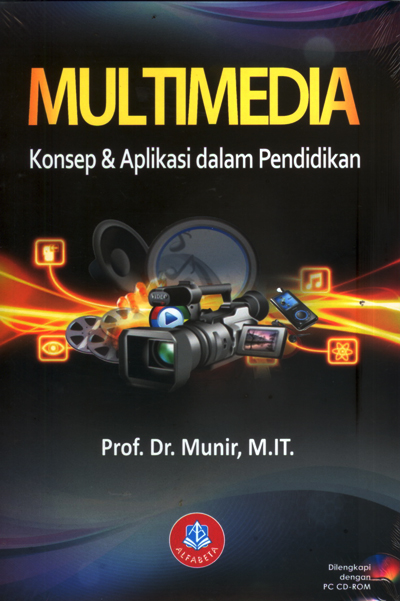 MULTIMEDIA
Konsep & Aplikasi dalam Pendidikan
Prof. Dr. Munir, M.IT.
ALFABETA
Dilengkapi
dengan
PC CD-ROM